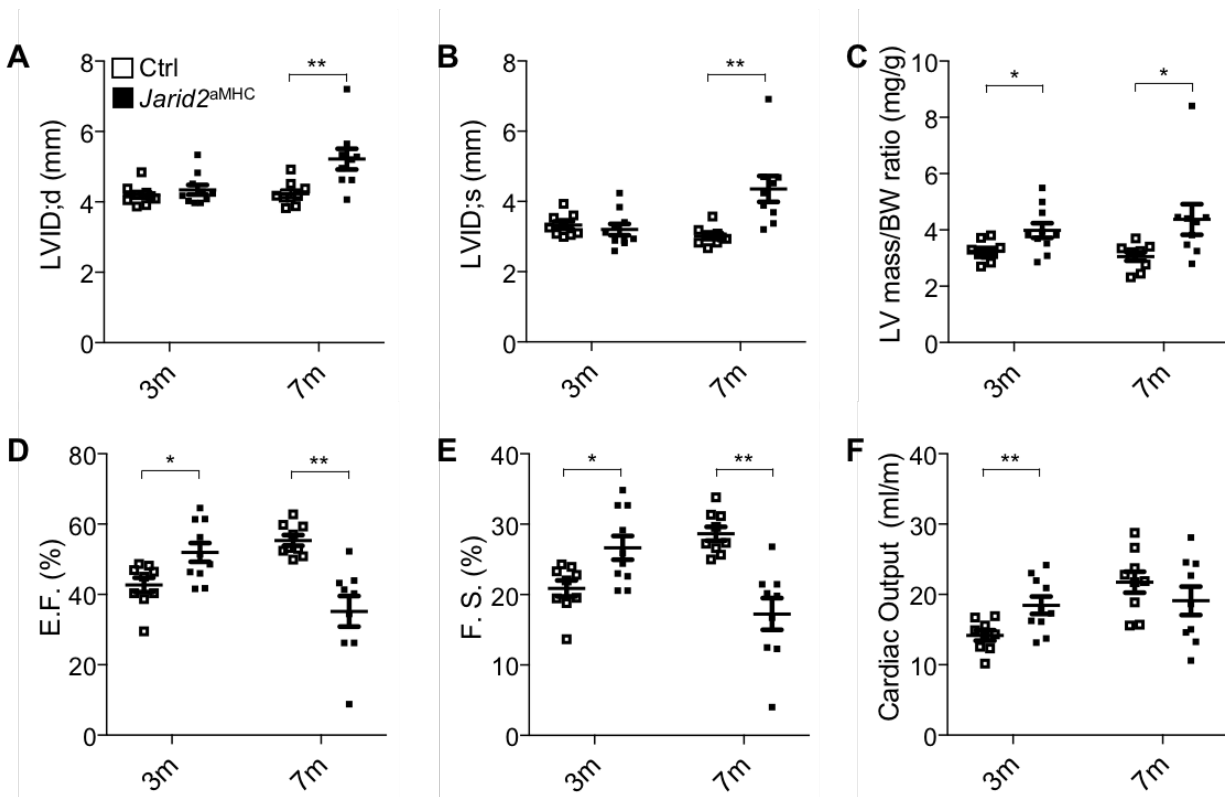 A
LVID;d (mm)
8
6
4
2
0
Ctrl
Jarid2aMHC
**
3m
7m
B
LVID;s (mm)
8
6
4
2
0
**
3m
7m
C
LV mass/BW ratio (mg/g)
10
8
6
4
2
0
*
*
3m
7m
D
E.F. (%)
80
60
40
20
0
*
**
3m
7m
E
F. S. (%)
40
30
20
10
0
*
**
3m
7m
F
Cardiac Output (ml/m)
40
30
20
10
0
**
3m
7m